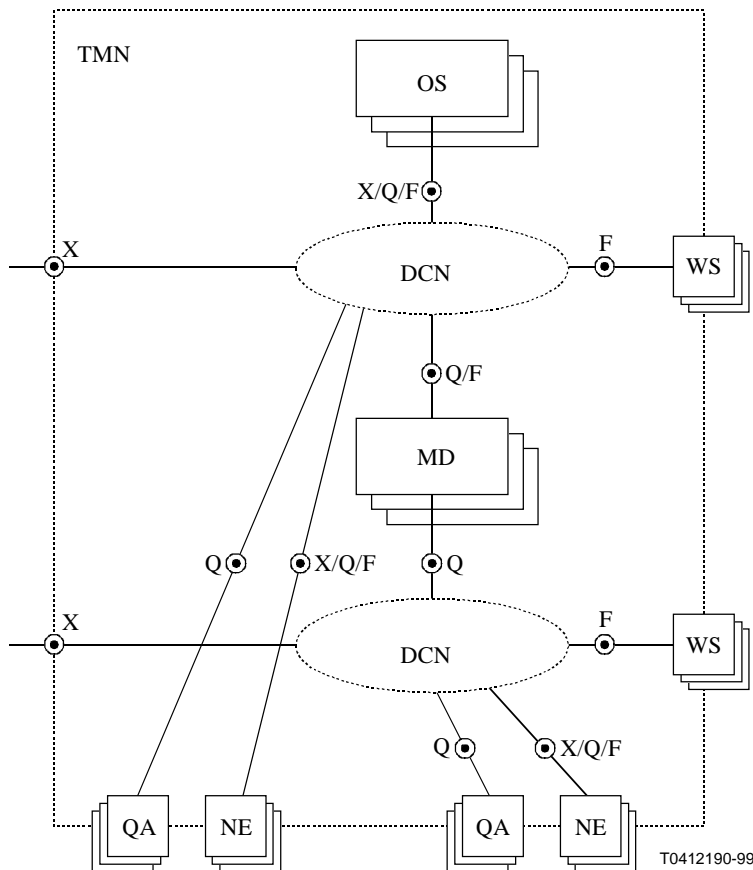 TMN
OS
X/Q/F
X
F
DCN
WS
Q/F
MD
Q
X/Q/F
Q
X
F
DCN
WS
Q
X/Q/F
QA
NE
QA
NE
T0412190-99